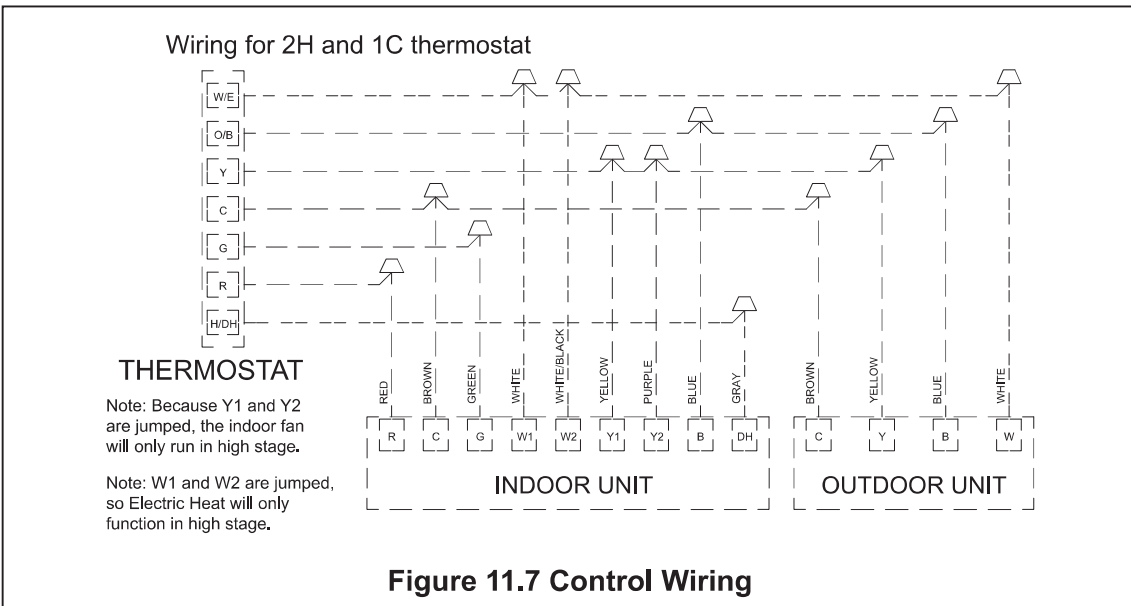 Wiring for 2H and 1C thermostat
W/E
O/B
Y
C
G
R
H/DH
THERMOSTAT
Note: Because Y1 and Y2
are jumped, the indoor fan
will only run in high stage.
Note: W1 and W2 are jumped,
so Electric Heat will only
function in high stage.
RED
BROWN
GREEN
WHITE
WHITE/BLACK
YELLOW
PURPLE
BLUE
GRAY
BROWN
YELLOW
BLUE
WHITE
R C G W1 W2 Y1 Y2 B DH
C Y B W
INDOOR UNIT
OUTDOOR UNIT
Figure 11.7 Control Wiring